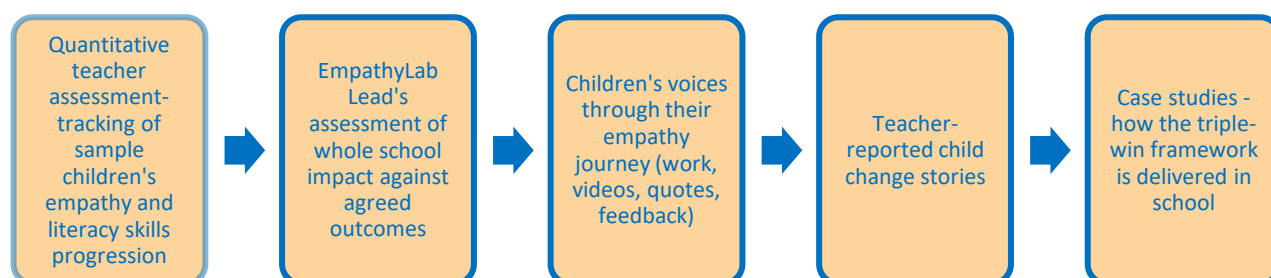 Quantitative
teacher
assessment-
tracking of
sample
children's
empathy and
literacy skills
progression
EmpathyLab
Lead's
assessment of
whole school
impact against
agreed
outcomes
Children's voices
through their
empathy
journey (work,
videos, quotes,
feedback)
Teacher-
reported child
change stories
Case studies -
how the triple-
win framework
is delivered in
school